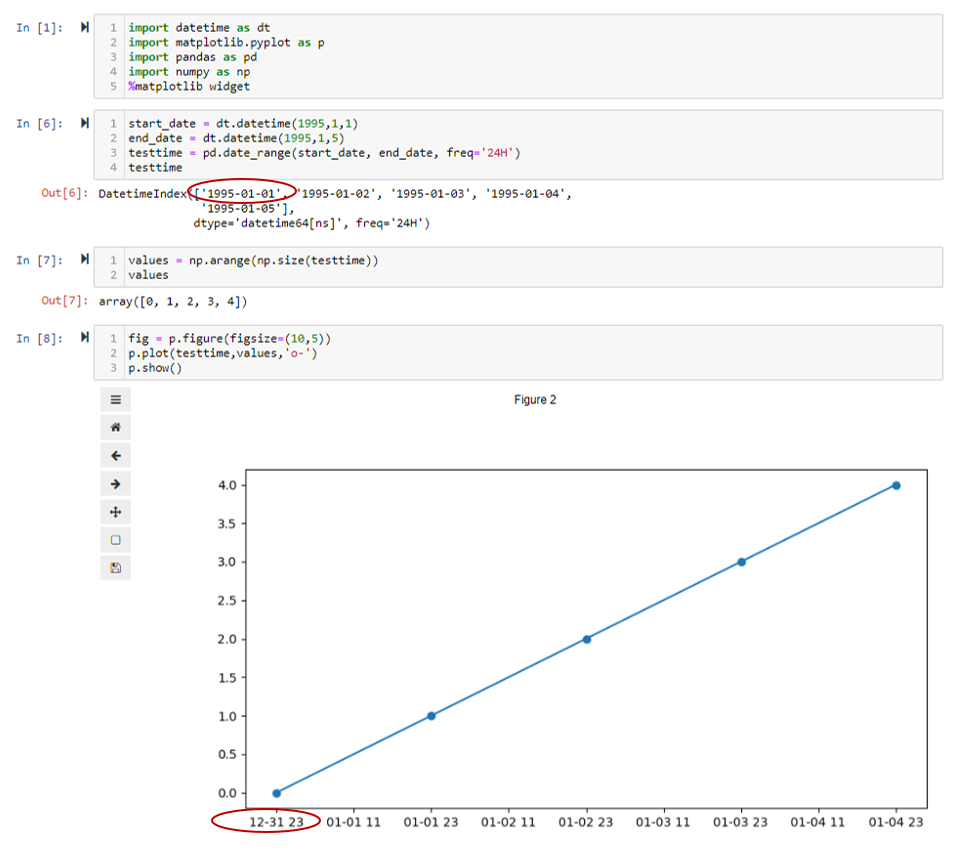 In [1]:
1 import datetime as dt
2 import matplotlib.pyplot as p
3 import pandas as pd
4 import numpy as np
5 %matplotlib widget
In [6]:
1 start_date = dt.datetime(1995,1,1)
2 end_date = dt.datetime(1995,1,5)
3 testtime = pd.date_range(start_date, end_date, freq='24H')
4 testtime
Out[6]: DatetimeIndex(['1995-01-01', '1995-01-02', '1995-01-03', '1995-01-04',
'1995-01-05'],
dtype='datetime64[ns]', freq='24H')
In [7]:
1 values = np.arange(np.size(testtime))
2 values
Out[7]: array([0, 1, 2, 3, 4])
In [8]:
1 fig = p.figure(figsize=(10,5))
2 p.plot(testtime,values,'o-')
3 p.show()
Figure 2
4.0
3.5
3.0
2.5
2.0
1.5
1.0
0.5
0.0
12-31 23 01-01 11 01-01 23 01-02 11 01-02 23 01-03 11 01-03 23 01-04 11 01-04 23